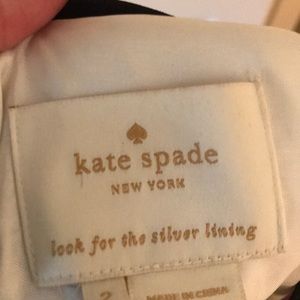 kate spade
NEW YORK
look for the silver lining
2
MADE IN CHINA